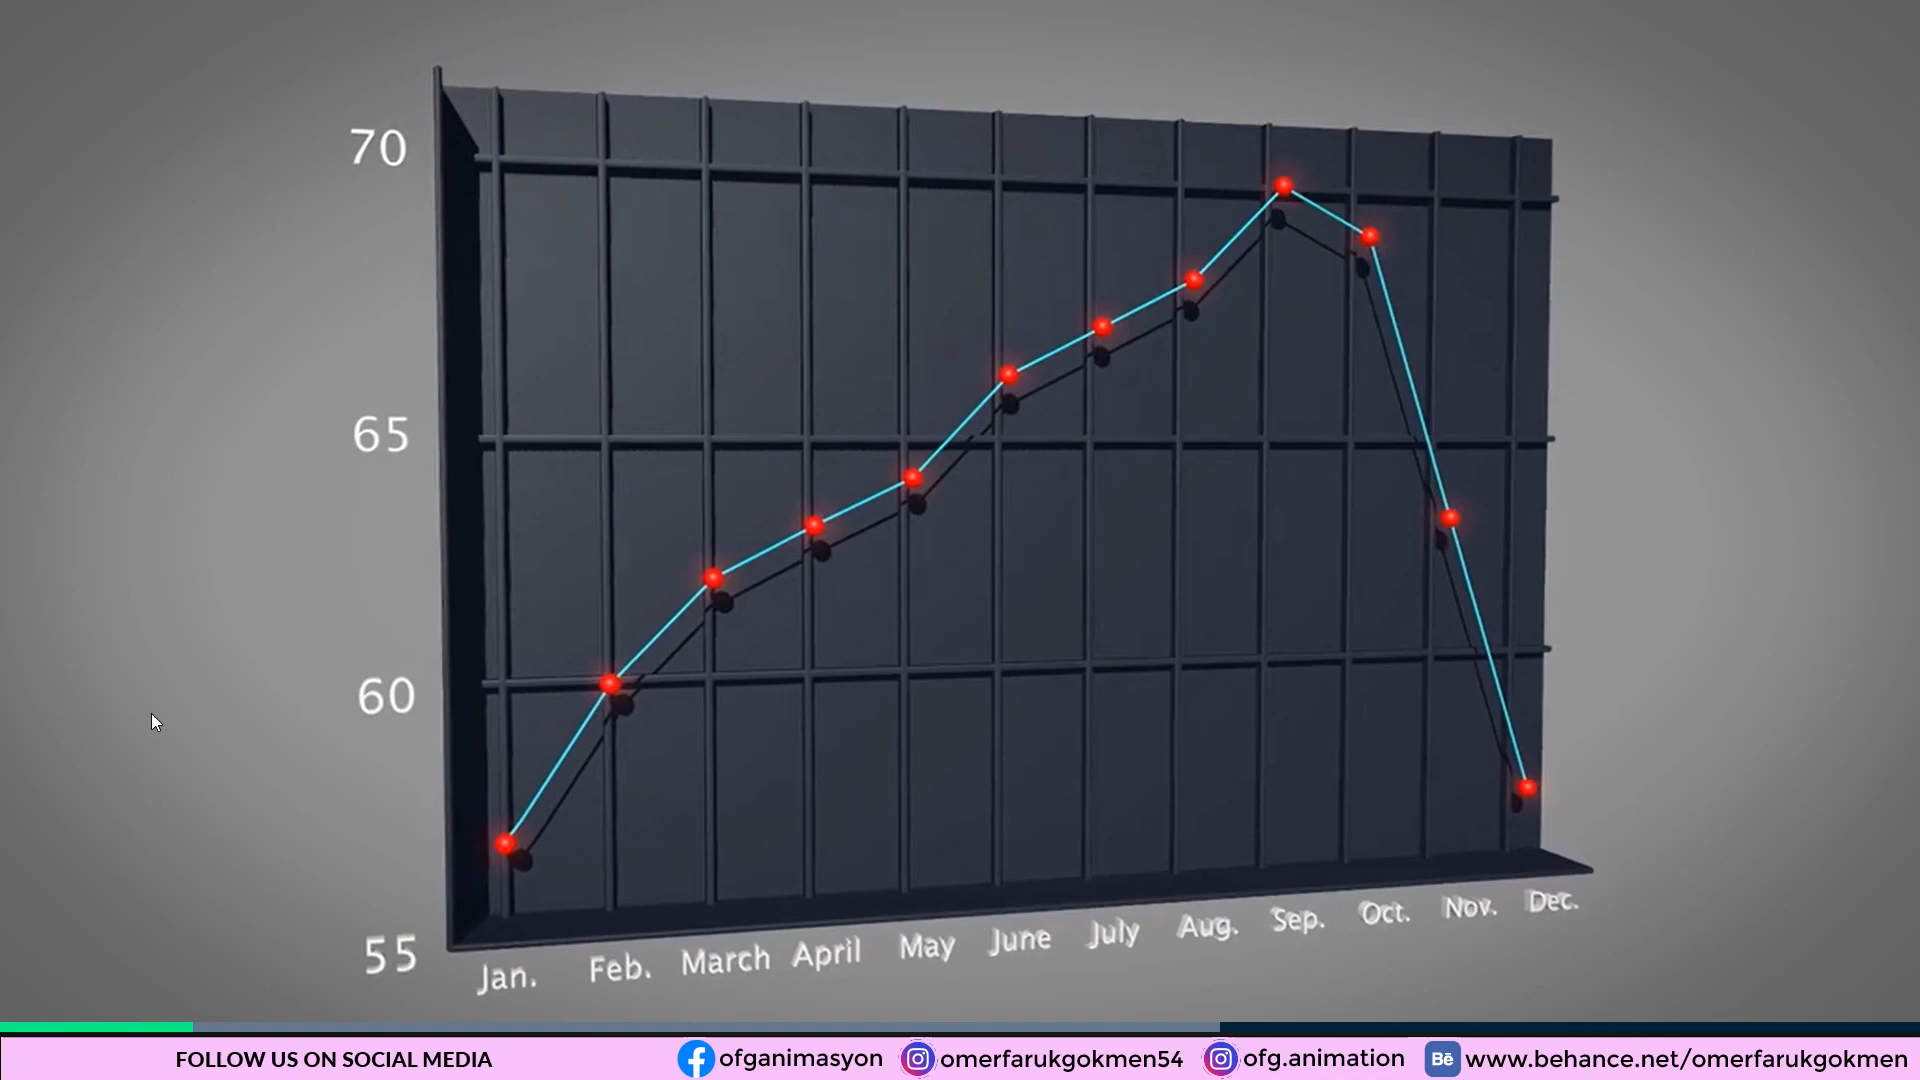 70
65
60
55
Jan. Feb. March April May June July Aug. Sep. Oct. Nov. Dec.
FOLLOW US ON SOCIAL MEDIA ofganimasyon omerfarukgokmen54 ofg.animation Bē www.behance.net/omerfarukgokmen